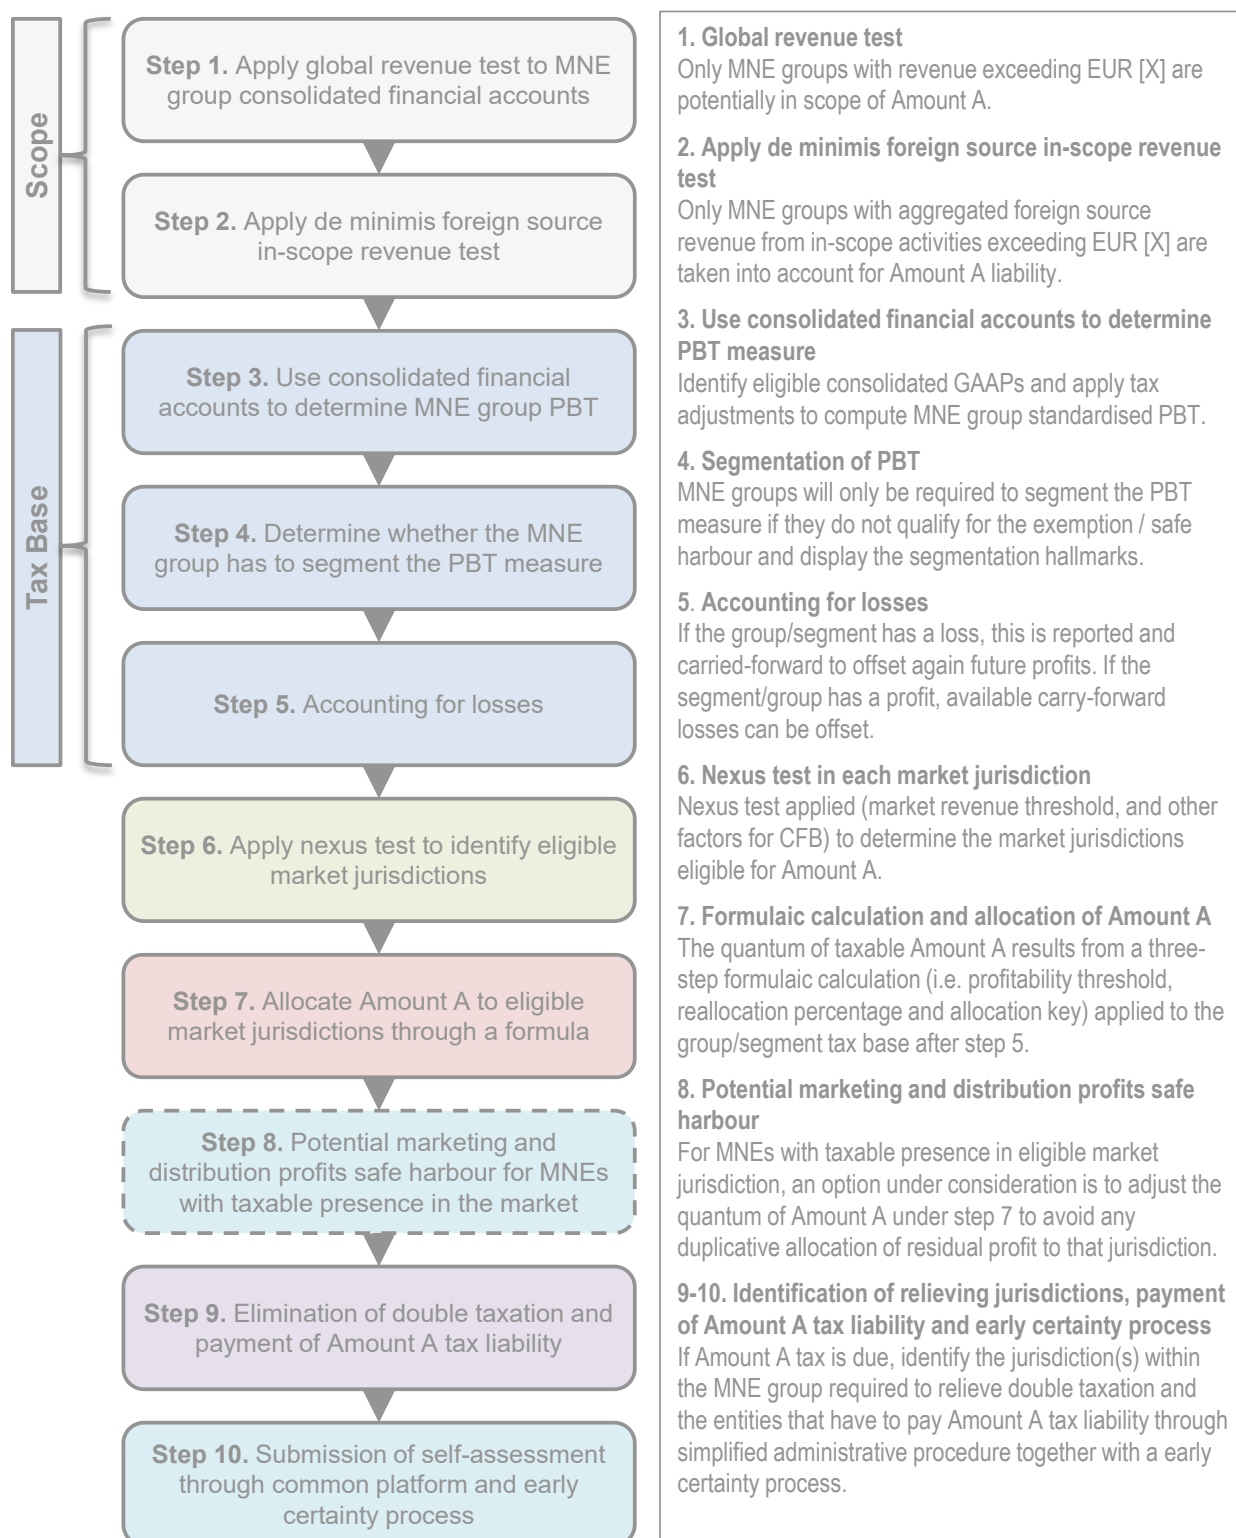 Scope
Step 1. Apply global revenue test to MNE
group consolidated financial accounts
Step 2. Apply de minimis foreign source
in-scope revenue test
Tax Base
Step 3. Use consolidated financial
accounts to determine MNE group PBT
Step 4. Determine whether the MNE
group has to segment the PBT measure
Step 5. Accounting for losses
Step 6. Apply nexus test to identify eligible
market jurisdictions
Step 7. Allocate Amount A to eligible
market jurisdictions through a formula
Step 8. Potential marketing and
distribution profits safe harbour for MNEs
with taxable presence in the market
Step 9. Elimination of double taxation and
payment of Amount A tax liability
Step 10. Submission of self-assessment
through common platform and early
certainty process
1. Global revenue test
Only MNE groups with revenue exceeding EUR [X] are
potentially in scope of Amount A.
2. Apply de minimis foreign source in-scope revenue
test
Only MNE groups with aggregated foreign source
revenue from in-scope activities exceeding EUR [X] are
taken into account for Amount A liability.
3. Use consolidated financial accounts to determine
PBT measure
Identify eligible consolidated GAAPs and apply tax
adjustments to compute MNE group standardised PBT.
4. Segmentation of PBT
MNE groups will only be required to segment the PBT
measure if they do not qualify for the exemption / safe
harbour and display the segmentation hallmarks.
5. Accounting for losses
If the group/segment has a loss, this is reported and
carried-forward to offset again future profits. If the
segment/group has a profit, available carry-forward
losses can be offset.
6. Nexus test in each market jurisdiction
Nexus test applied (market revenue threshold, and other
factors for CFB) to determine the market jurisdictions
eligible for Amount A.
7. Formulaic calculation and allocation of Amount A
The quantum of taxable Amount A results from a three-
step formulaic calculation (i.e. profitability threshold,
reallocation percentage and allocation key) applied to the
group/segment tax base after step 5.
8. Potential marketing and distribution profits safe
harbour
For MNEs with taxable presence in eligible market
jurisdiction, an option under consideration is to adjust the
quantum of Amount A under step 7 to avoid any
duplicative allocation of residual profit to that jurisdiction.
9-10. Identification of relieving jurisdictions, payment
of Amount A tax liability and early certainty process
If Amount A tax is due, identify the jurisdiction(s) within
the MNE group required to relieve double taxation and
the entities that have to pay Amount A tax liability through
simplified administrative procedure together with a early
certainty process.